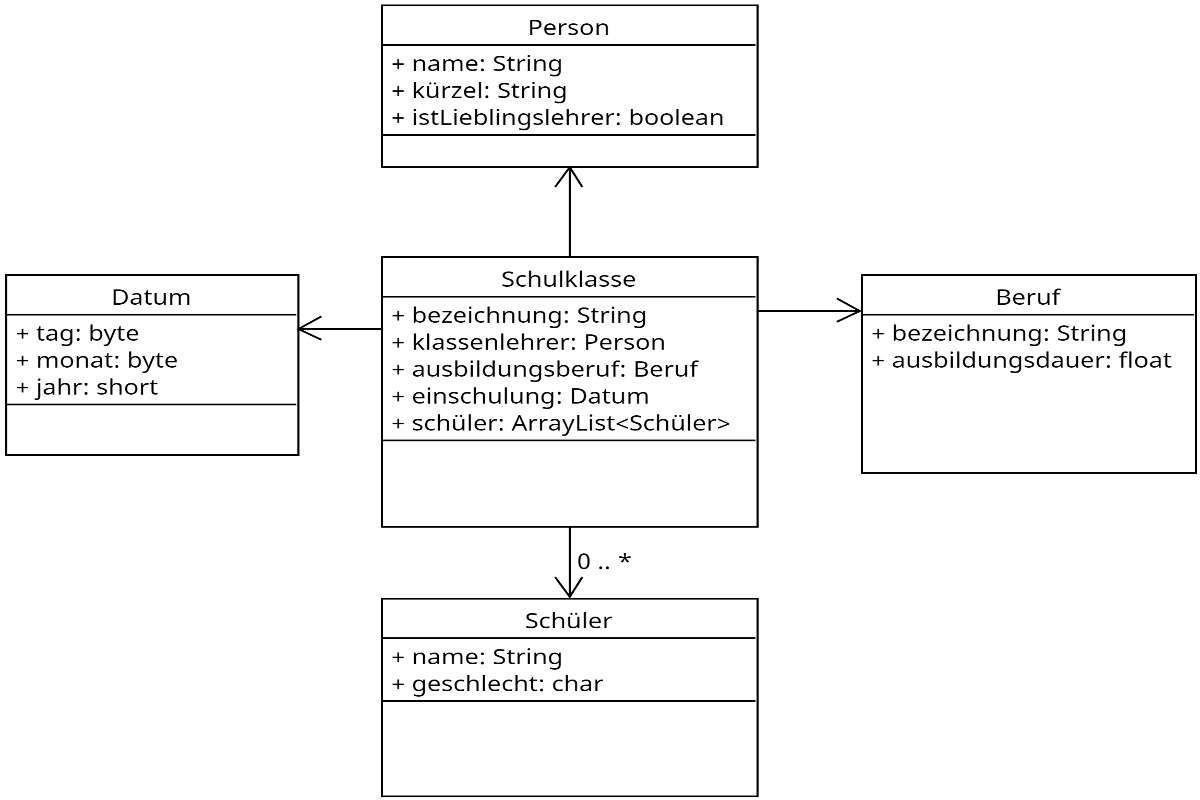 Person
+ name: String
+ kürzel: String
+ istLieblingslehrer: boolean
Datum
+ tag: byte
+ monat: byte
+ jahr: short
Schulklasse
+ bezeichnung: String
+ klassenlehrer: Person
+ ausbildungsberuf: Beruf
+ einschulung: Datum
+ schüler: ArrayList<Schüler>
Beruf
+ bezeichnung: String
+ ausbildungsdauer: float
0 .. *
Schüler
+ name: String
+ geschlecht: char